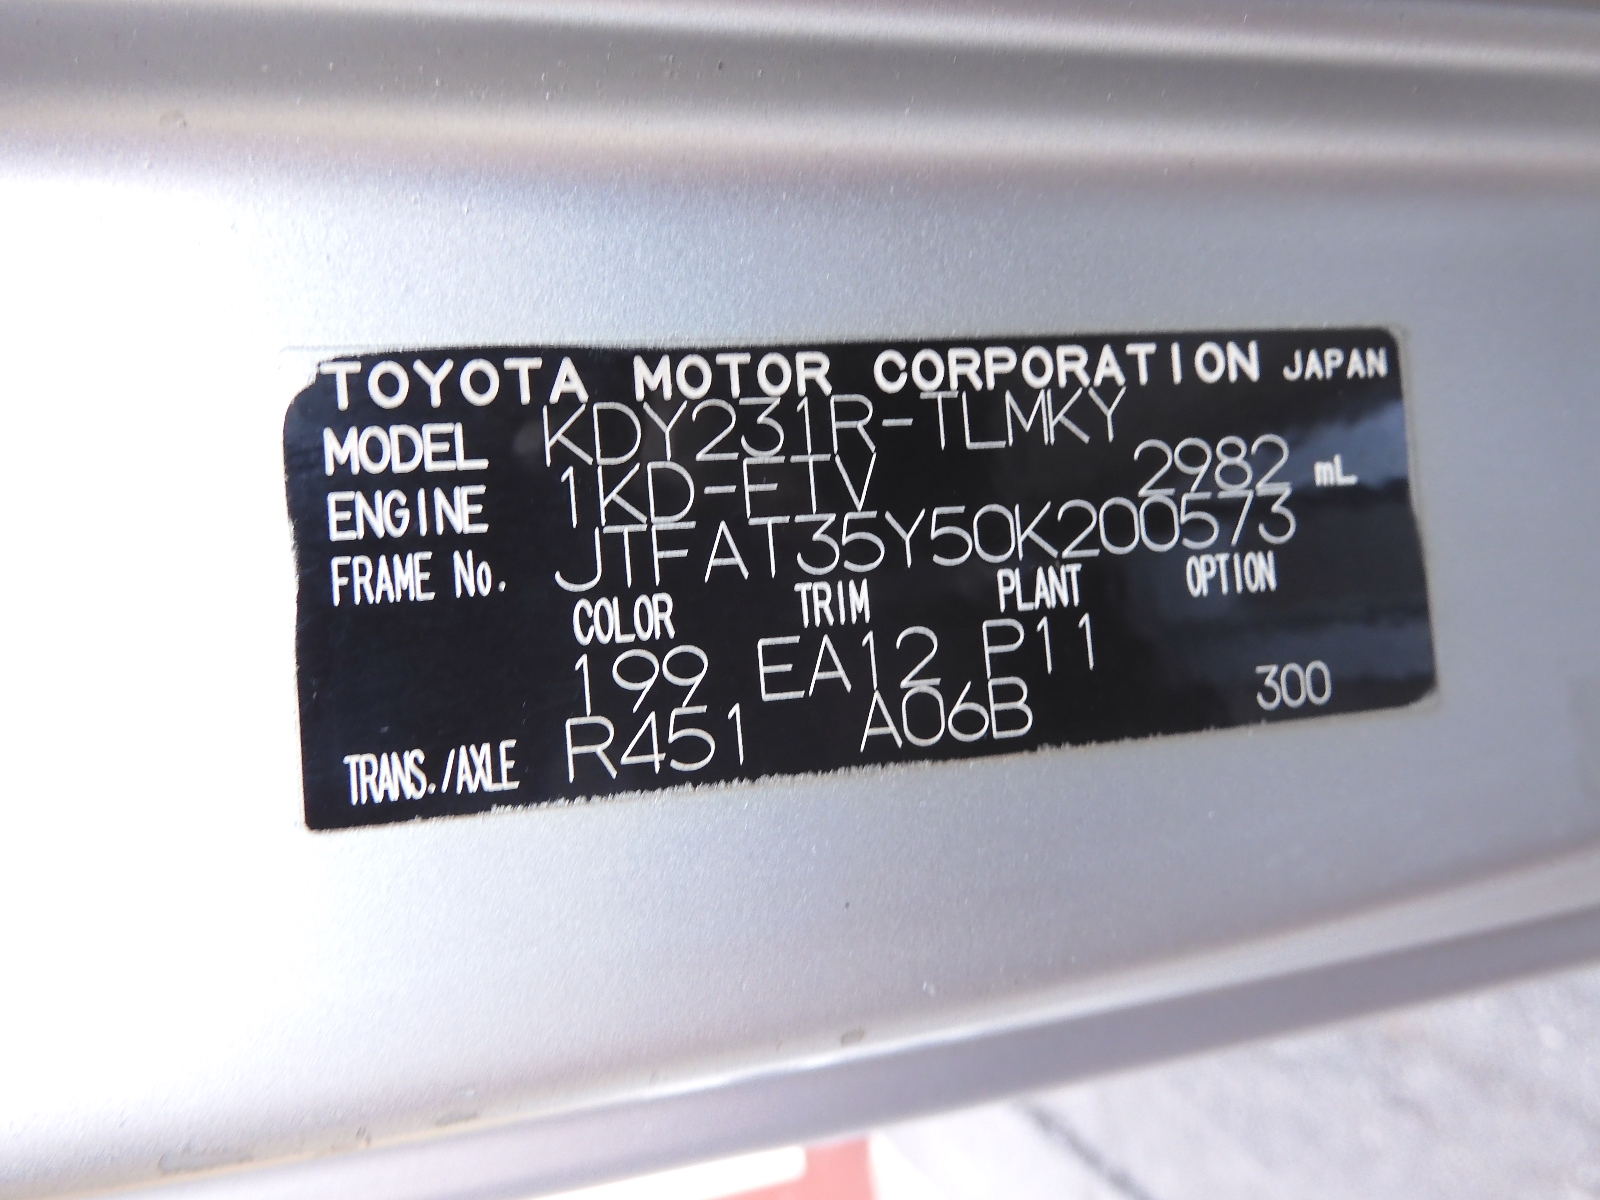 TOYOTA MOTOR CORPORATION JAPAN
MODEL KDY231R-TLMKY
ENGINE 1KD-FTV 2982 mL
FRAME No. JTFAT35Y50K200573
COLOR TRIM PLANT OPTION
199 EA12 P11
TRANS./AXLE R451 A06B 300